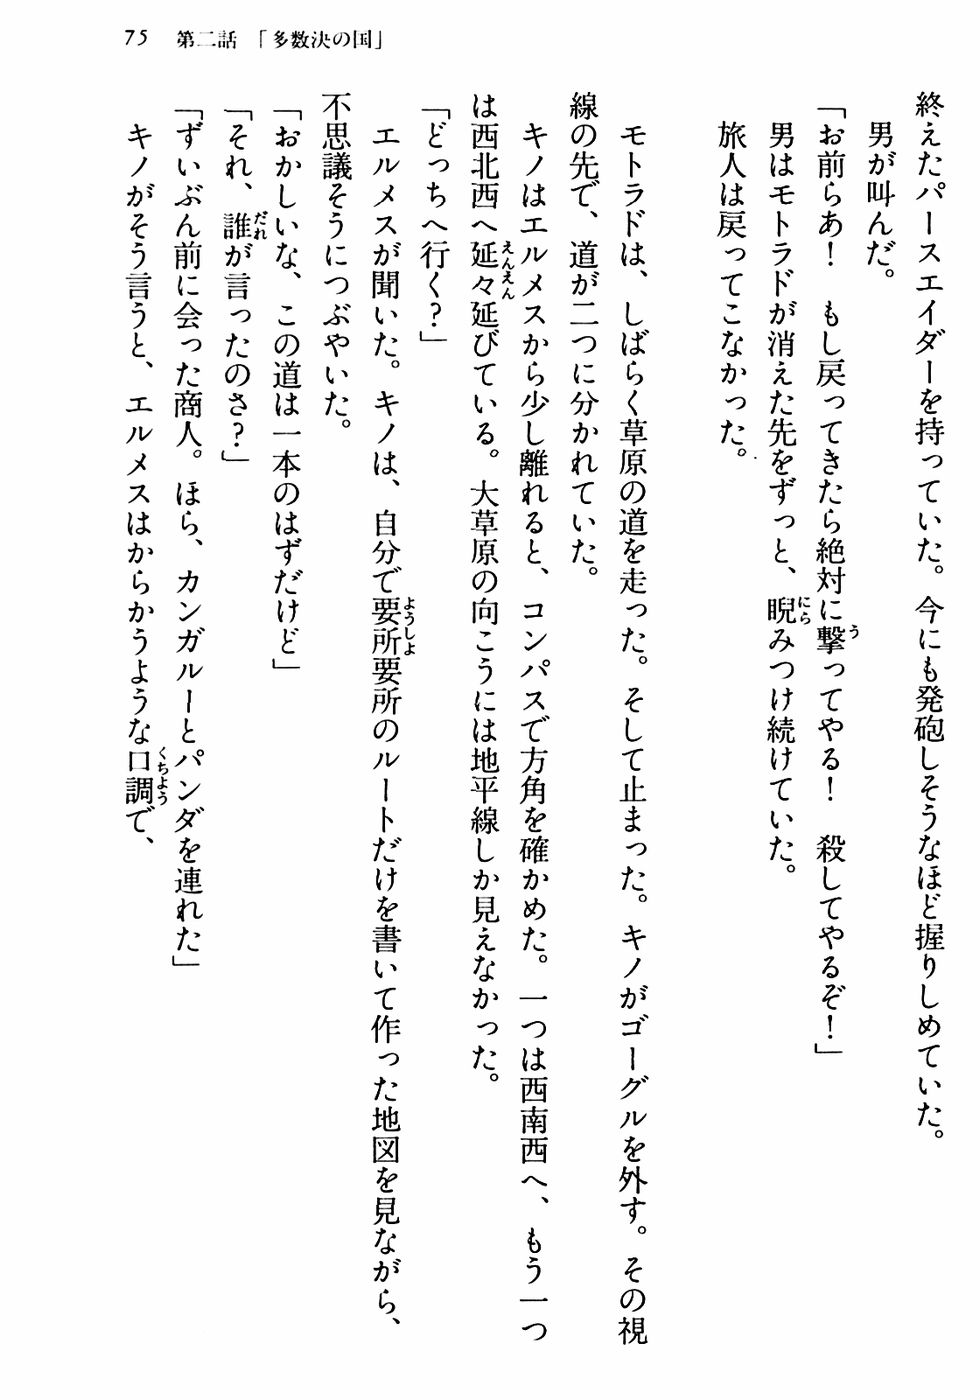 75 第二話 「多数決の国」
終えたパースエイダーを持っていた。今にも発砲しそうなほど握りしめていた。
男が叫んだ。
「お前らあ！ もし戻ってきたら絶対に撃ってやる！ 殺してやるぞ！」
男はモトラドが消えた先をずっと、睨みつけ続けていた。
旅人は戻ってこなかった。
モトラドは、しばらく草原の道を走った。そして止まった。キノがゴーグルを外す。その視
線の先で、道が二つに分かれていた。
キノはエルメスから少し離れると、コンパスで方角を確かめた。一つは西南西へ、もう一つ
は西北西へ延々延びている。大草原の向こうには地平線しか見えなかった。
「どっちへ行く？」
エルメスが聞いた。キノは、自分で要所要所のルートだけを書いて作った地図を見ながら、
不思議そうにつぶやいた。
「おかしいな、この道は一本のはずだけど」
「それ、誰が言ったのさ？」
「ずいぶん前に会った商人。ほら、カンガルーとパンダを連れた」
キノがそう言うと、エルメスはからかうような口調で、